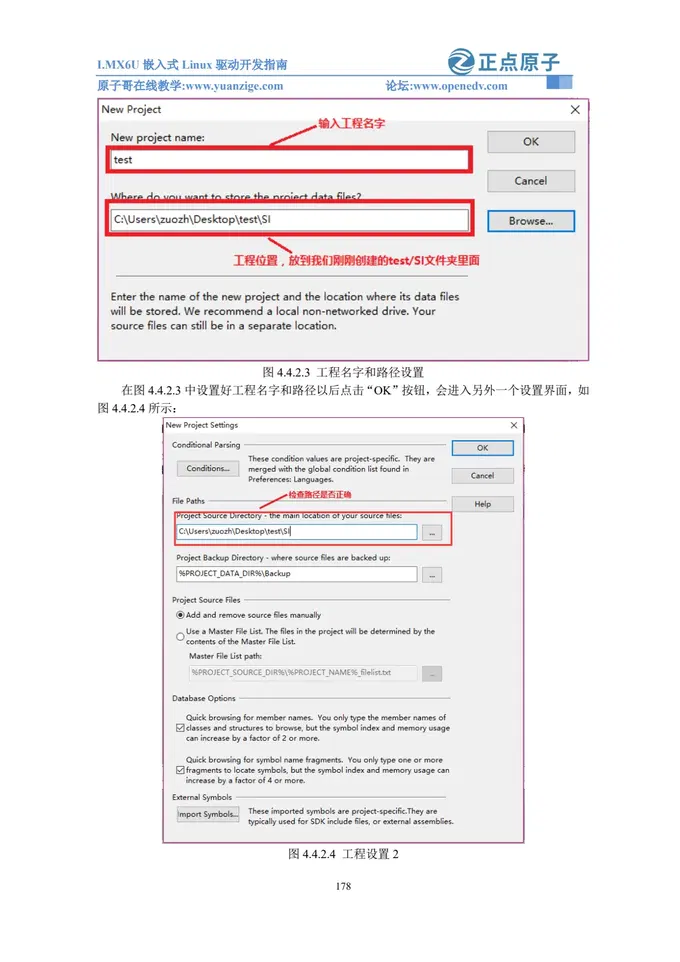 I.MX6U 嵌入式 Linux 驱动开发指南
正点原子
原子哥在线教学:www.yuanzige.com 论坛:www.openedv.com
New Project
输入工程名字
New project name:
OK
test
Cancel
Where do you want to store the project data files?
C:\Users\zuozh\Desktop\test\SI
Browse...
工程位置，放到我们刚刚创建的test/SI文件夹里面
Enter the name of the new project and the location where its data files
will be stored. We recommend a local non-networked drive. Your
source files can still be in a separate location.
图 4.4.2.3 工程名字和路径设置
在图 4.4.2.3 中设置好工程名字和路径以后点击“OK”按钮，会进入另外一个设置界面，如
图 4.4.2.4 所示：
New Project Settings
Conditional Parsing
OK
These condition values are project-specific. They are
Conditions...
merged with the global condition list found in
Preferences: Languages.
Cancel
检查路径是否正确
File Paths
Help
Project Source Directory - the main location of your source files:
C:\Users\zuozh\Desktop\test\SI
...
Project Backup Directory - where source files are backed up:
%PROJECT_DATA_DIR%\Backup
...
Project Source Files
Add and remove source files manually
Use a Master File List. The files in the project will be determined by the
contents of the Master File List.
Master File List path:
%PROJECT_SOURCE_DIR%\%PROJECT_NAME%_filelist.txt
...
Database Options
Quick browsing for member names. You only type the member names of
classes and structures to browse, but the symbol index and memory usage
can increase by a factor of 2 or more.
Quick browsing for symbol name fragments. You only type one or more
fragments to locate symbols, but the symbol index and memory usage can
increase by a factor of 4 or more.
External Symbols
Import Symbols...
These imported symbols are project-specific.They are
typically used for SDK include files, or external assemblies.
图 4.4.2.4 工程设置 2
178